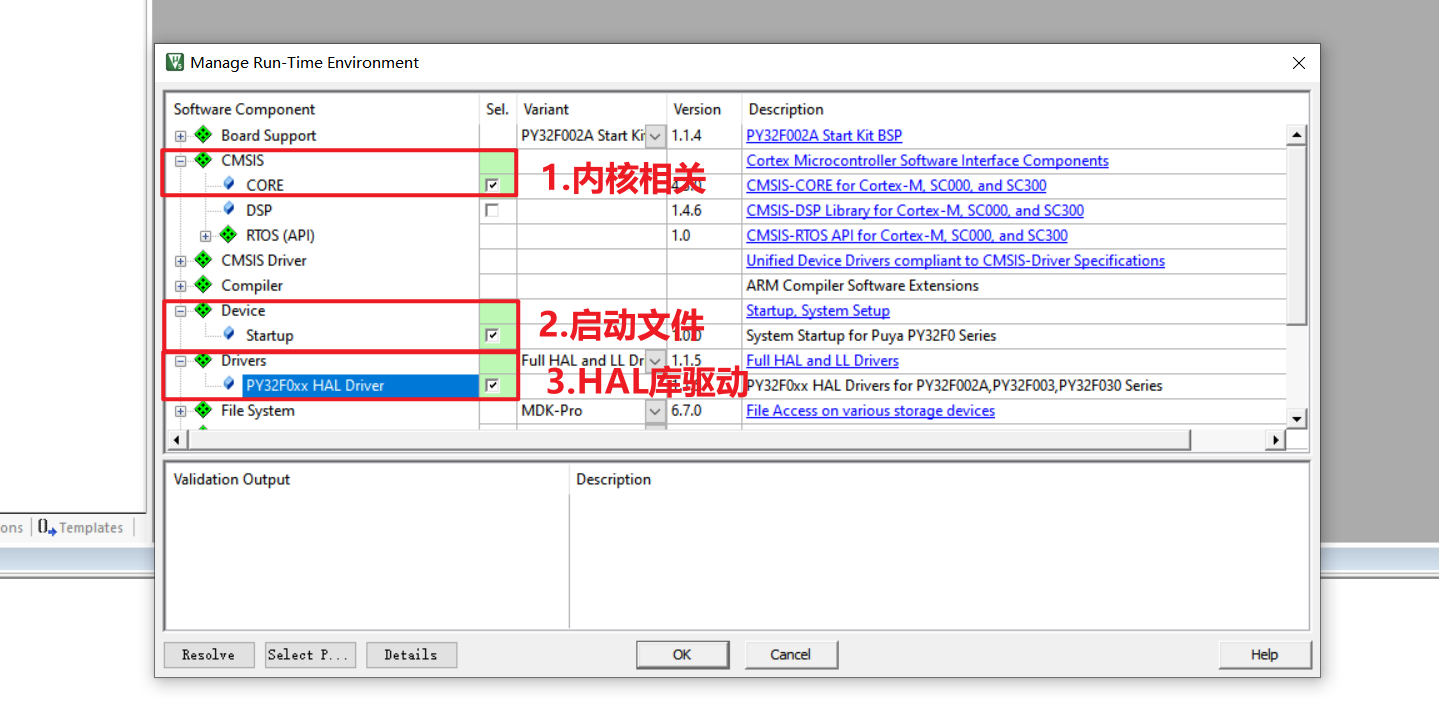 Manage Run-Time Environment
Software Component Sel. Variant Version Description
Board Support PY32F002A Start Kit 1.1.4 PY32F002A Start Kit BSP
CMSIS Cortex Microcontroller Software Interface Components
CORE CMSIS-CORE for Cortex-M, SC000, and SC300
1.内核相关
DSP 1.4.6 CMSIS-DSP Library for Cortex-M, SC000, and SC300
RTOS (API) 1.0 CMSIS-RTOS API for Cortex-M, SC000, and SC300
CMSIS Driver Unified Device Drivers compliant to CMSIS-Driver Specifications
Compiler ARM Compiler Software Extensions
Device Startup, System Setup
2.启动文件
Startup System Startup for Puya PY32F0 Series
Drivers Full HAL and LL Dr 1.1.5 Full HAL and LL Drivers
3.HAL库驱动
PY32F0xx HAL Driver PY32F0xx HAL Drivers for PY32F002A,PY32F003,PY32F030 Series
File System MDK-Pro 6.7.0 File Access on various storage devices
Validation Output Description
ons Templates
Resolve Select P... Details OK Cancel Help